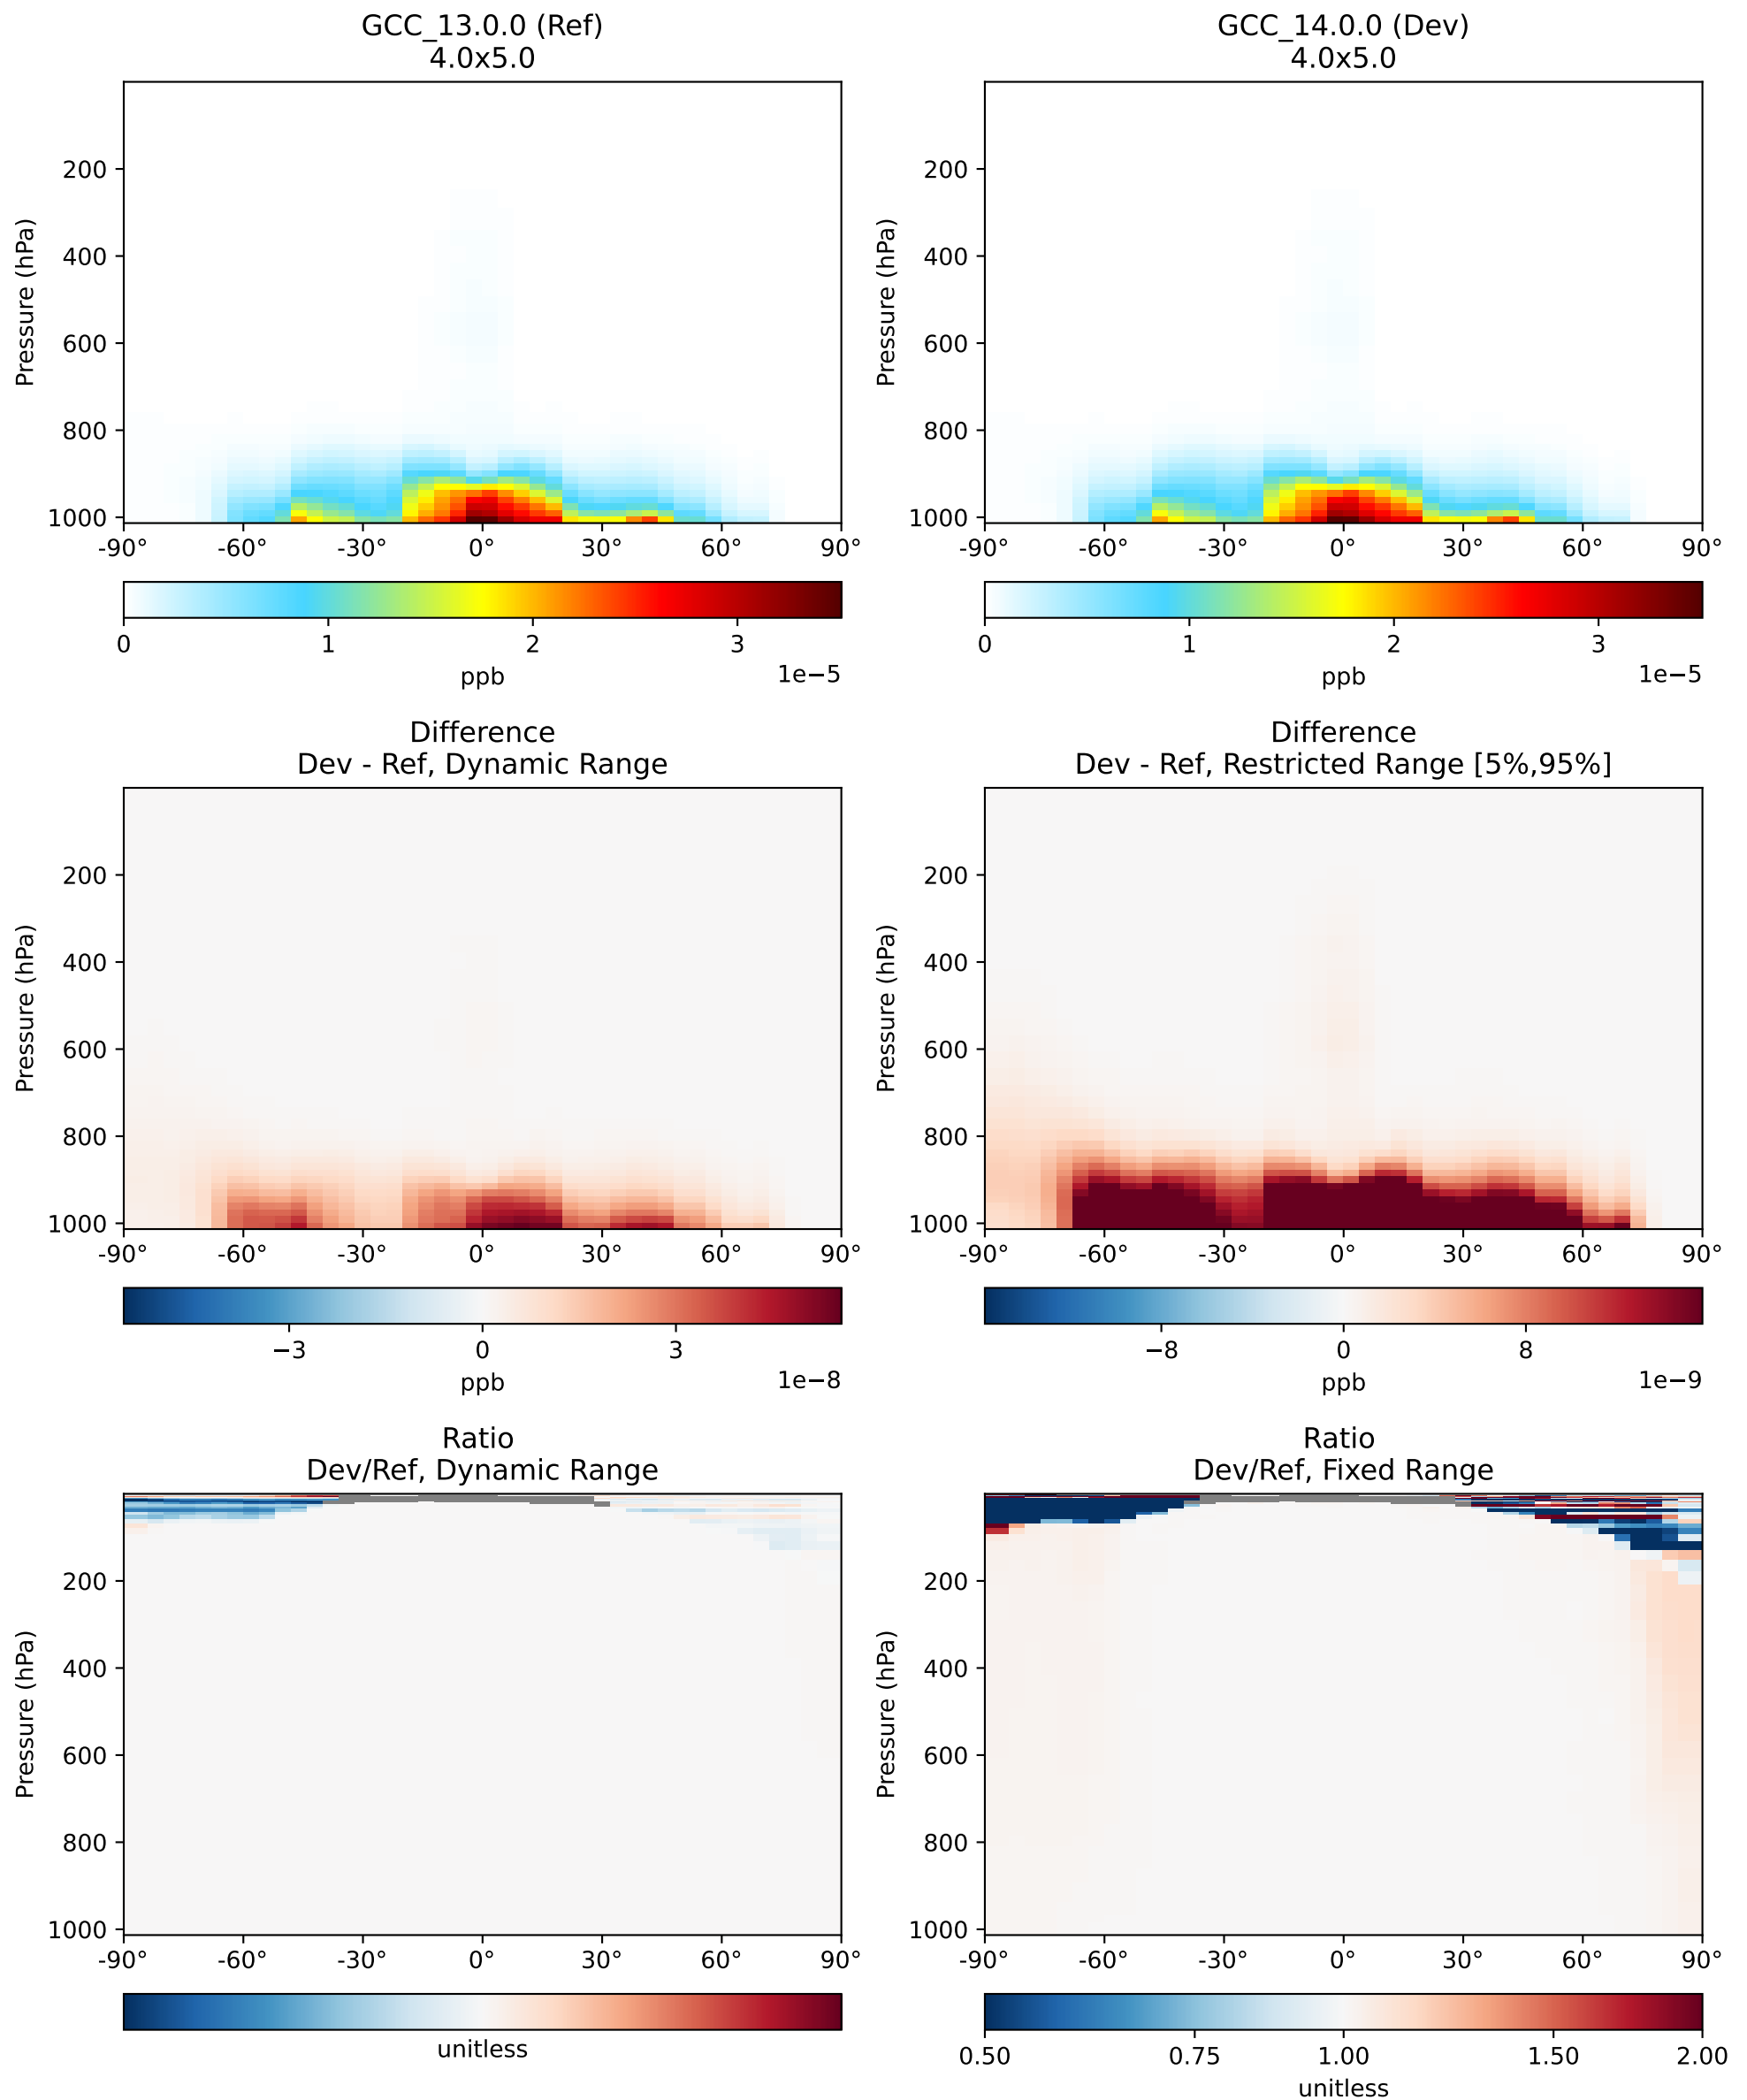 GCC_13.0.0 (Ref)
4.0x5.0
Pressure (hPa)
200
400
600
800
1000
-90° -60° -30° 0° 30° 60° 90°
0 1 2 3
1e−5
ppb
GCC_14.0.0 (Dev)
4.0x5.0
Pressure (hPa)
200
400
600
800
1000
-90° -60° -30° 0° 30° 60° 90°
0 1 2 3
1e−5
ppb
Difference
Dev - Ref, Dynamic Range
Pressure (hPa)
200
400
600
800
1000
-90° -60° -30° 0° 30° 60° 90°
−3 0 3
1e−8
ppb
Difference
Dev - Ref, Restricted Range [5%,95%]
Pressure (hPa)
200
400
600
800
1000
-90° -60° -30° 0° 30° 60° 90°
−8 0 8
1e−9
ppb
Ratio
Dev/Ref, Dynamic Range
Pressure (hPa)
200
400
600
800
1000
-90° -60° -30° 0° 30° 60° 90°
unitless
Ratio
Dev/Ref, Fixed Range
Pressure (hPa)
200
400
600
800
1000
-90° -60° -30° 0° 30° 60° 90°
0.50 0.75 1.00 1.50 2.00
unitless